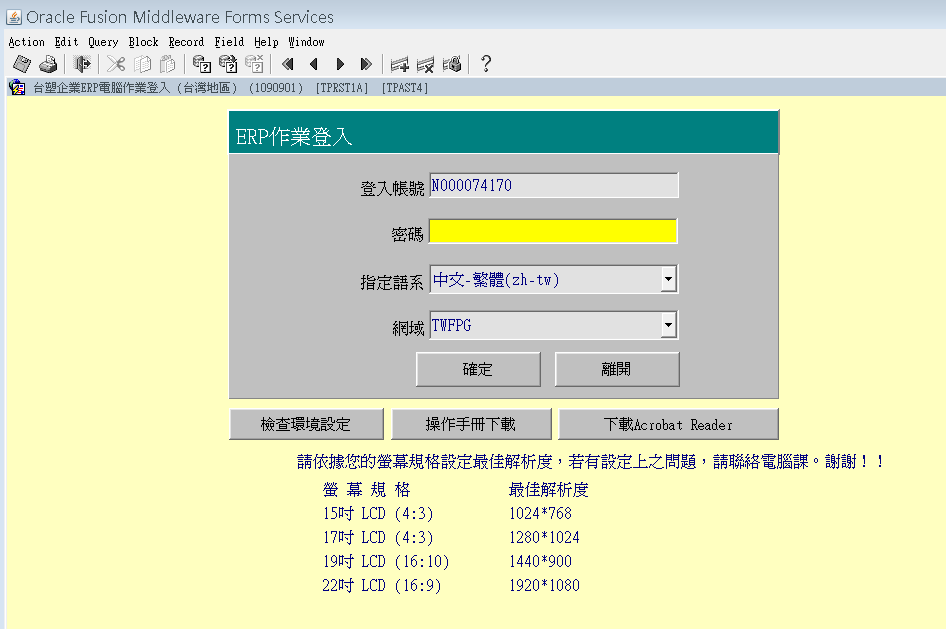 Oracle Fusion Middleware Forms Services
Action Edit Query Block Record Field Help Window
台塑企業ERP電腦作業登入 (台灣地區) (1090901) [TPRST1A] [TPAST4]
ERP作業登入
登入帳號 N000074170
密碼
指定語系 中文-繁體(zh-tw)
網域 TWFPG
確定 離開
檢查環境設定 操作手冊下載 下載Acrobat Reader
請依據您的螢幕規格設定最佳解析度，若有設定上之問題，請聯絡電腦課。謝謝！！
螢 幕 規 格 最佳解析度
15吋 LCD (4:3) 1024*768
17吋 LCD (4:3) 1280*1024
19吋 LCD (16:10) 1440*900
22吋 LCD (16:9) 1920*1080